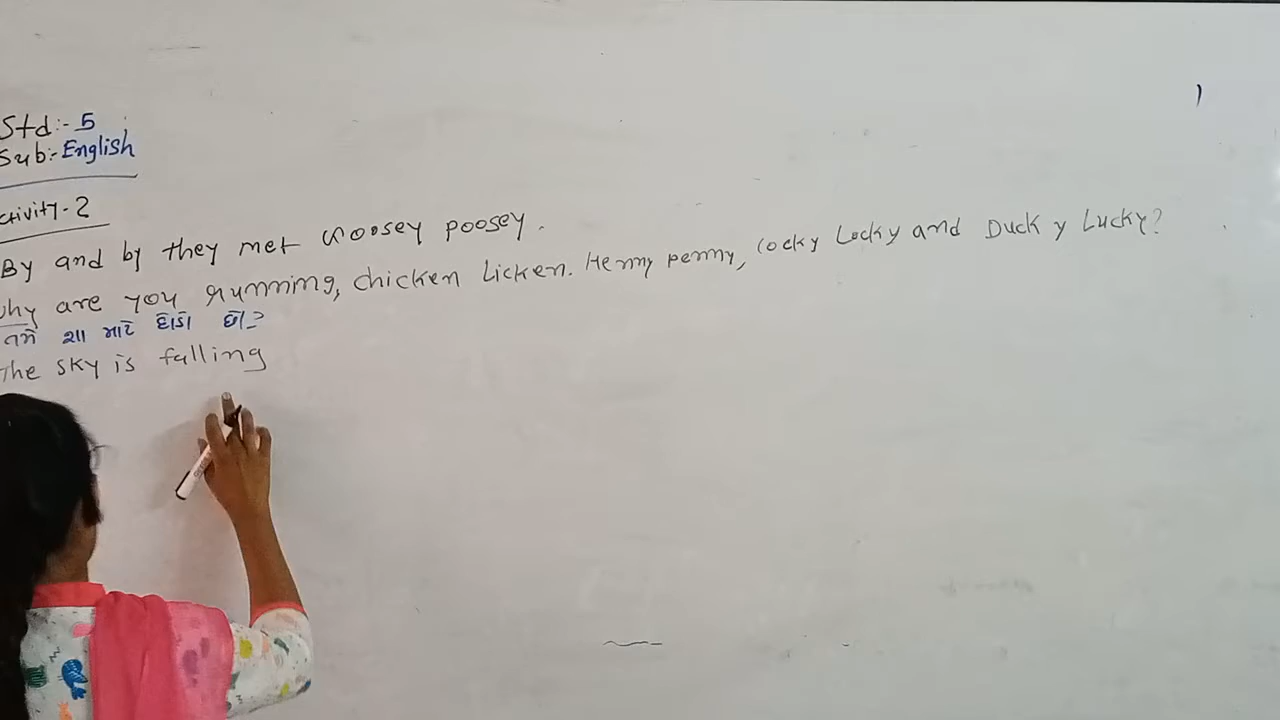 Std:- 5
Sub:- English
ctivity-2
By and by they met Goosey poosey.
why are you running, chicken Licken. Henny penny, Cocky Locky and Ducky Lucky?
તમે શા માટે દોડો છો?
The sky is falling